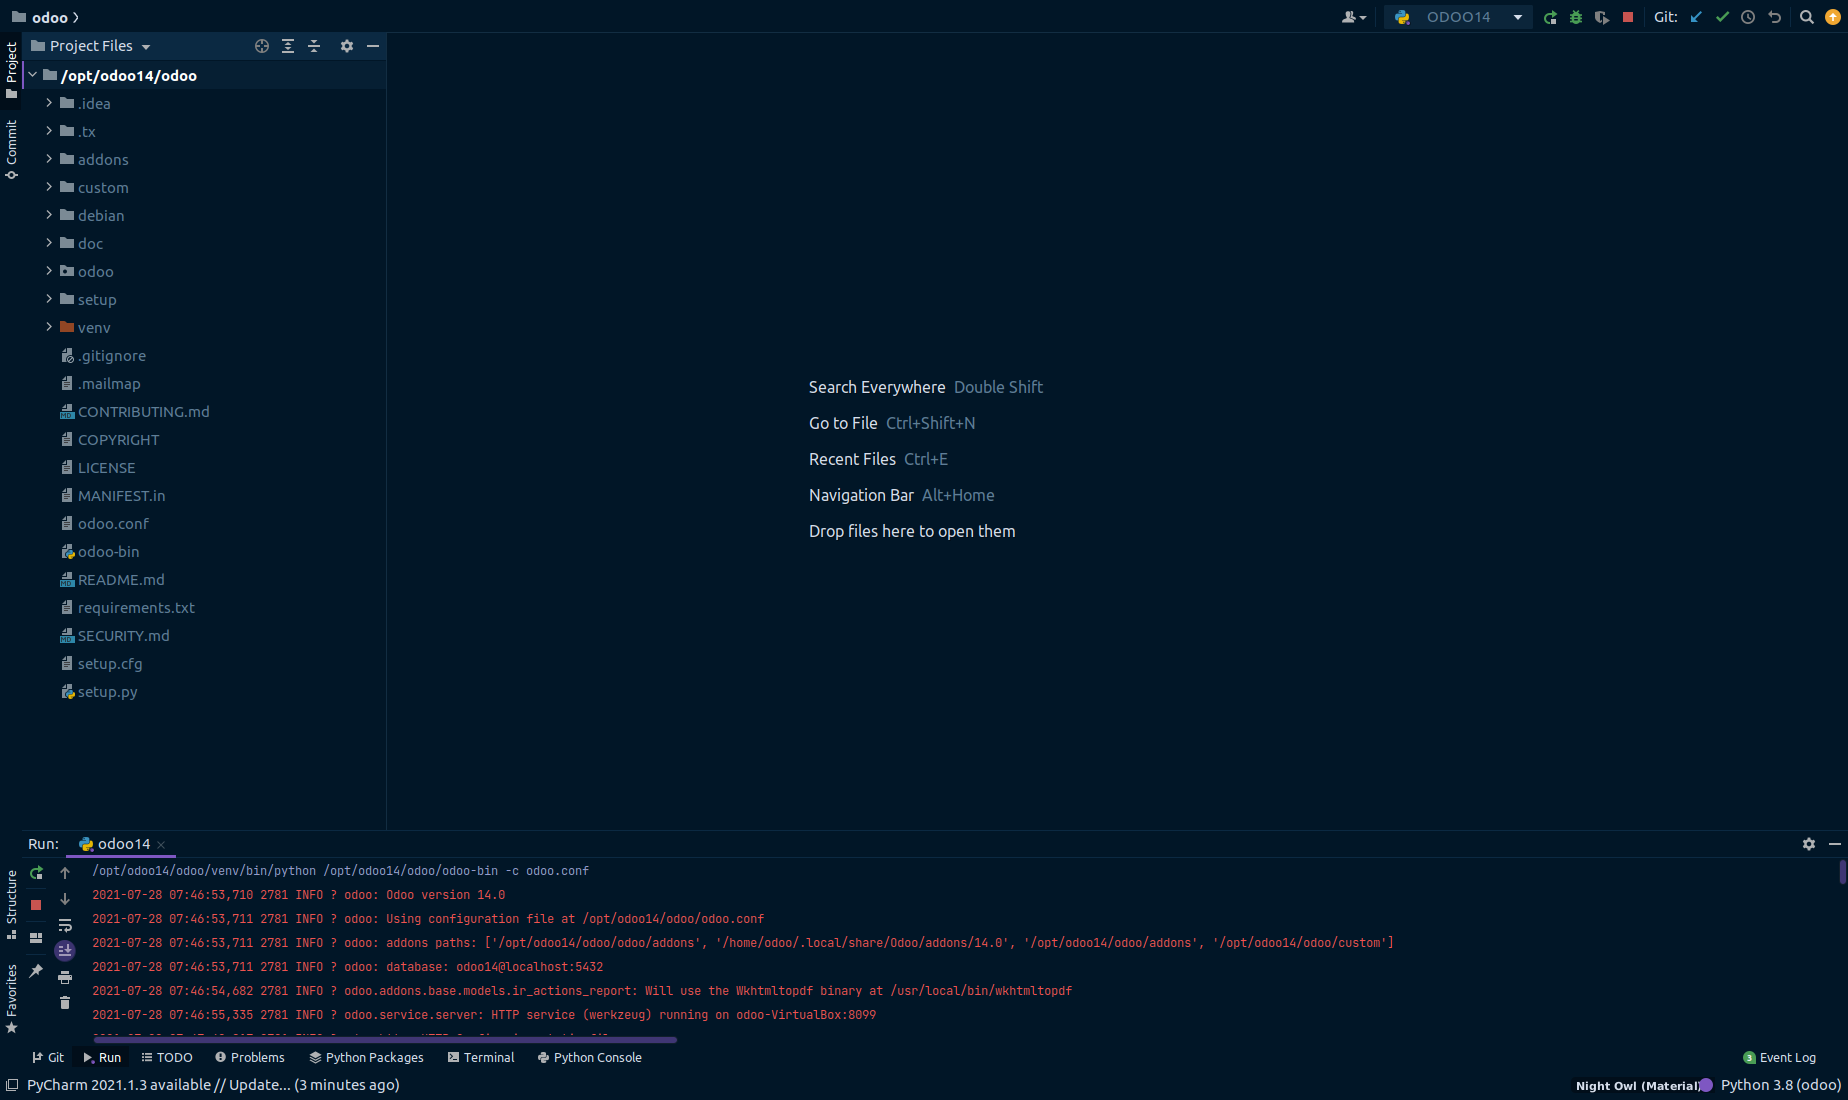 odoo
ODOO14
Git:
Project Files
Project
Commit
/opt/odoo14/odoo
.idea
.tx
addons
custom
debian
doc
odoo
setup
venv
.gitignore
.mailmap
CONTRIBUTING.md
COPYRIGHT
LICENSE
MANIFEST.in
odoo.conf
odoo-bin
README.md
requirements.txt
SECURITY.md
setup.cfg
setup.py
Search Everywhere Double Shift
Go to File Ctrl+Shift+N
Recent Files Ctrl+E
Navigation Bar Alt+Home
Drop files here to open them
Run: odoo14
Structure
Favorites
/opt/odoo14/odoo/venv/bin/python /opt/odoo14/odoo/odoo-bin -c odoo.conf
2021-07-28 07:46:53,710 2781 INFO ? odoo: Odoo version 14.0
2021-07-28 07:46:53,711 2781 INFO ? odoo: Using configuration file at /opt/odoo14/odoo/odoo.conf
2021-07-28 07:46:53,711 2781 INFO ? odoo: addons paths: ['/opt/odoo14/odoo/odoo/addons', '/home/odoo/.local/share/Odoo/addons/14.0', '/opt/odoo14/odoo/addons', '/opt/odoo14/odoo/custom']
2021-07-28 07:46:53,711 2781 INFO ? odoo: database: odoo14@localhost:5432
2021-07-28 07:46:54,682 2781 INFO ? odoo.addons.base.models.ir_actions_report: Will use the Wkhtmltopdf binary at /usr/local/bin/wkhtmltopdf
2021-07-28 07:46:55,335 2781 INFO ? odoo.service.server: HTTP service (werkzeug) running on odoo-VirtualBox:8099
Git Run TODO Problems Python Packages Terminal Python Console 3 Event Log
PyCharm 2021.1.3 available // Update... (3 minutes ago) Night Owl (Material) Python 3.8 (odoo)